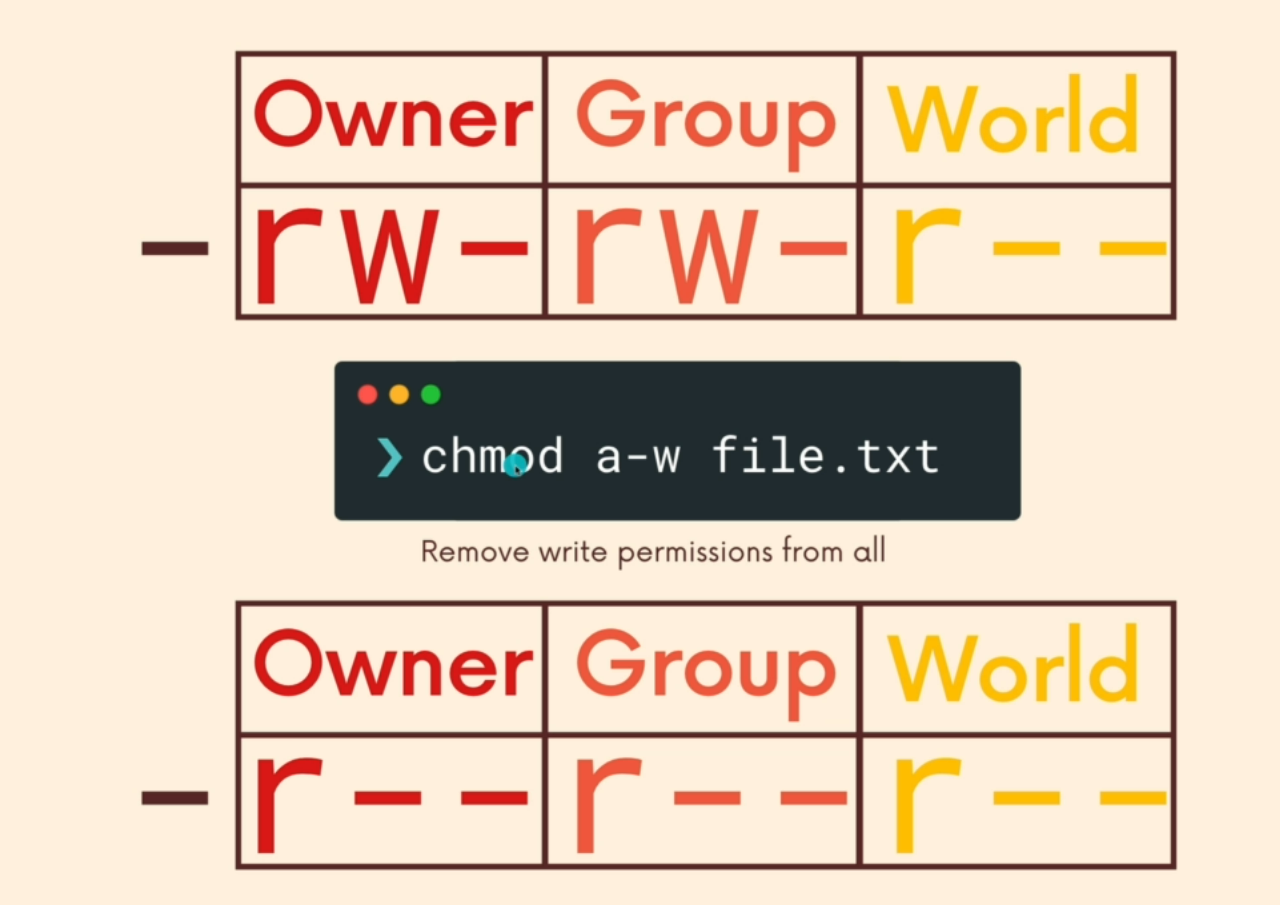 Owner Group World
-rw-rw-r--
❯ chmod a-w file.txt
Remove write permissions from all
Owner Group World
-r--r--r--